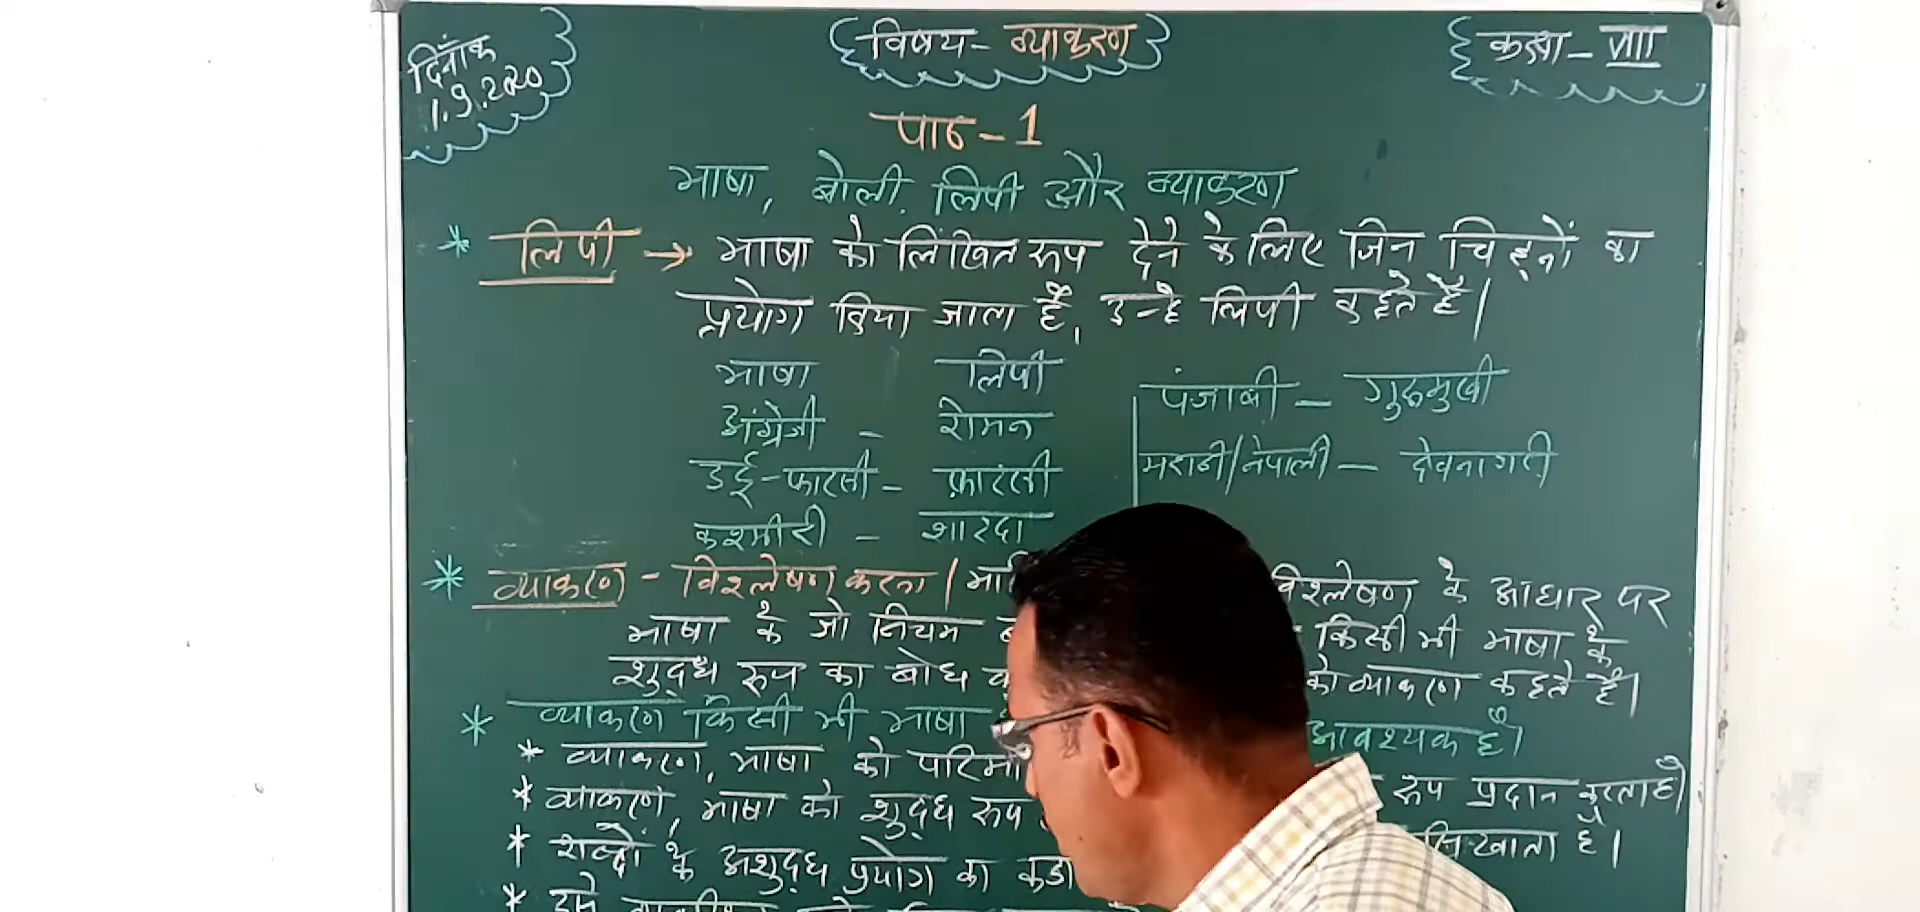 दिनाँक
1.9.2020
विषय - व्याकरण
कक्षा - VIII
पाठ - 1
भाषा, बोली, लिपी और व्याकरण
* लिपी → भाषा को लिखित रूप देने के लिए जिन चिह्नों का
प्रयोग किया जाता है, उन्हे लिपी कहते है।
भाषा लिपी
अंग्रेजी - रोमन
उर्दू-फारसी - फ़ारसी
कश्मीरी - शारदा
पंजाबी - गुरूमुखी
मराठी/नेपाली - देवनागरी
* व्याकरण - विश्लेषण करना। विश्लेषण के आधार पर
भाषा के जो नियम किसी भी भाषा के
शुद्ध रूप का बोध को व्याकरण कहते हैं।
* व्याकरण किसी भी भाषा आवश्यक है।
* व्याकरण, भाषा को रूप प्रदान करता है।
* व्याकरण, भाषा को शुद्ध रूप सिखाता है।
* शब्दों के अशुद्ध प्रयोग का
*